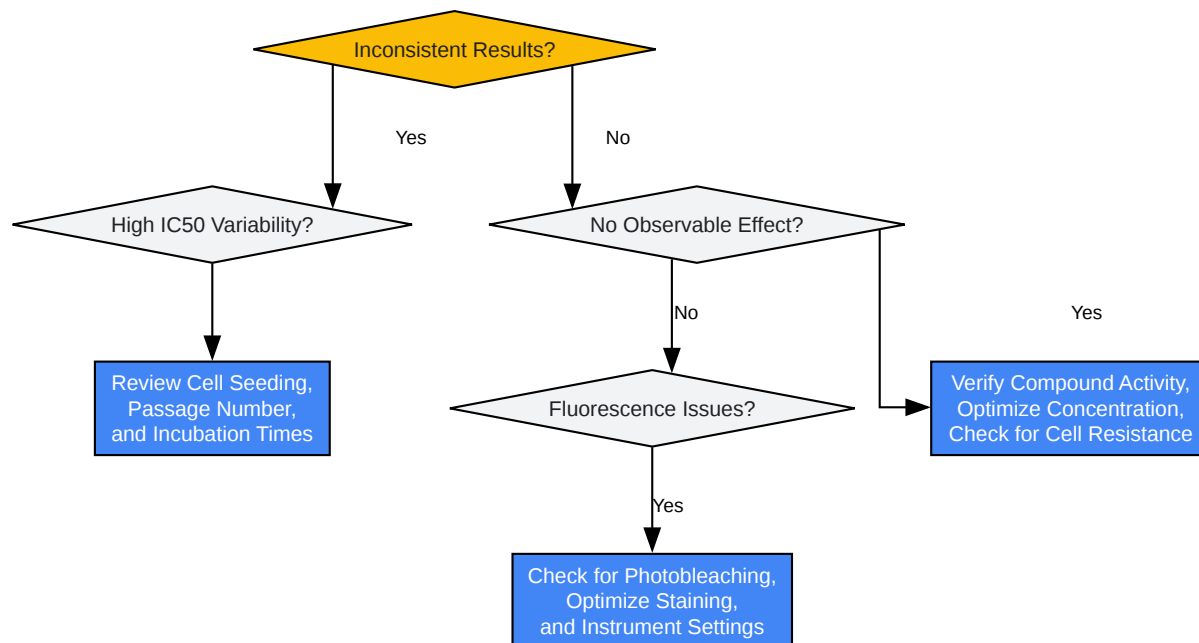 Inconsistent Results?
Yes
No
High IC50 Variability?
No Observable Effect?
No
Yes
Review Cell Seeding,
Passage Number,
and Incubation Times
Fluorescence Issues?
Verify Compound Activity,
Optimize Concentration,
Check for Cell Resistance
Yes
Check for Photobleaching,
Optimize Staining,
and Instrument Settings